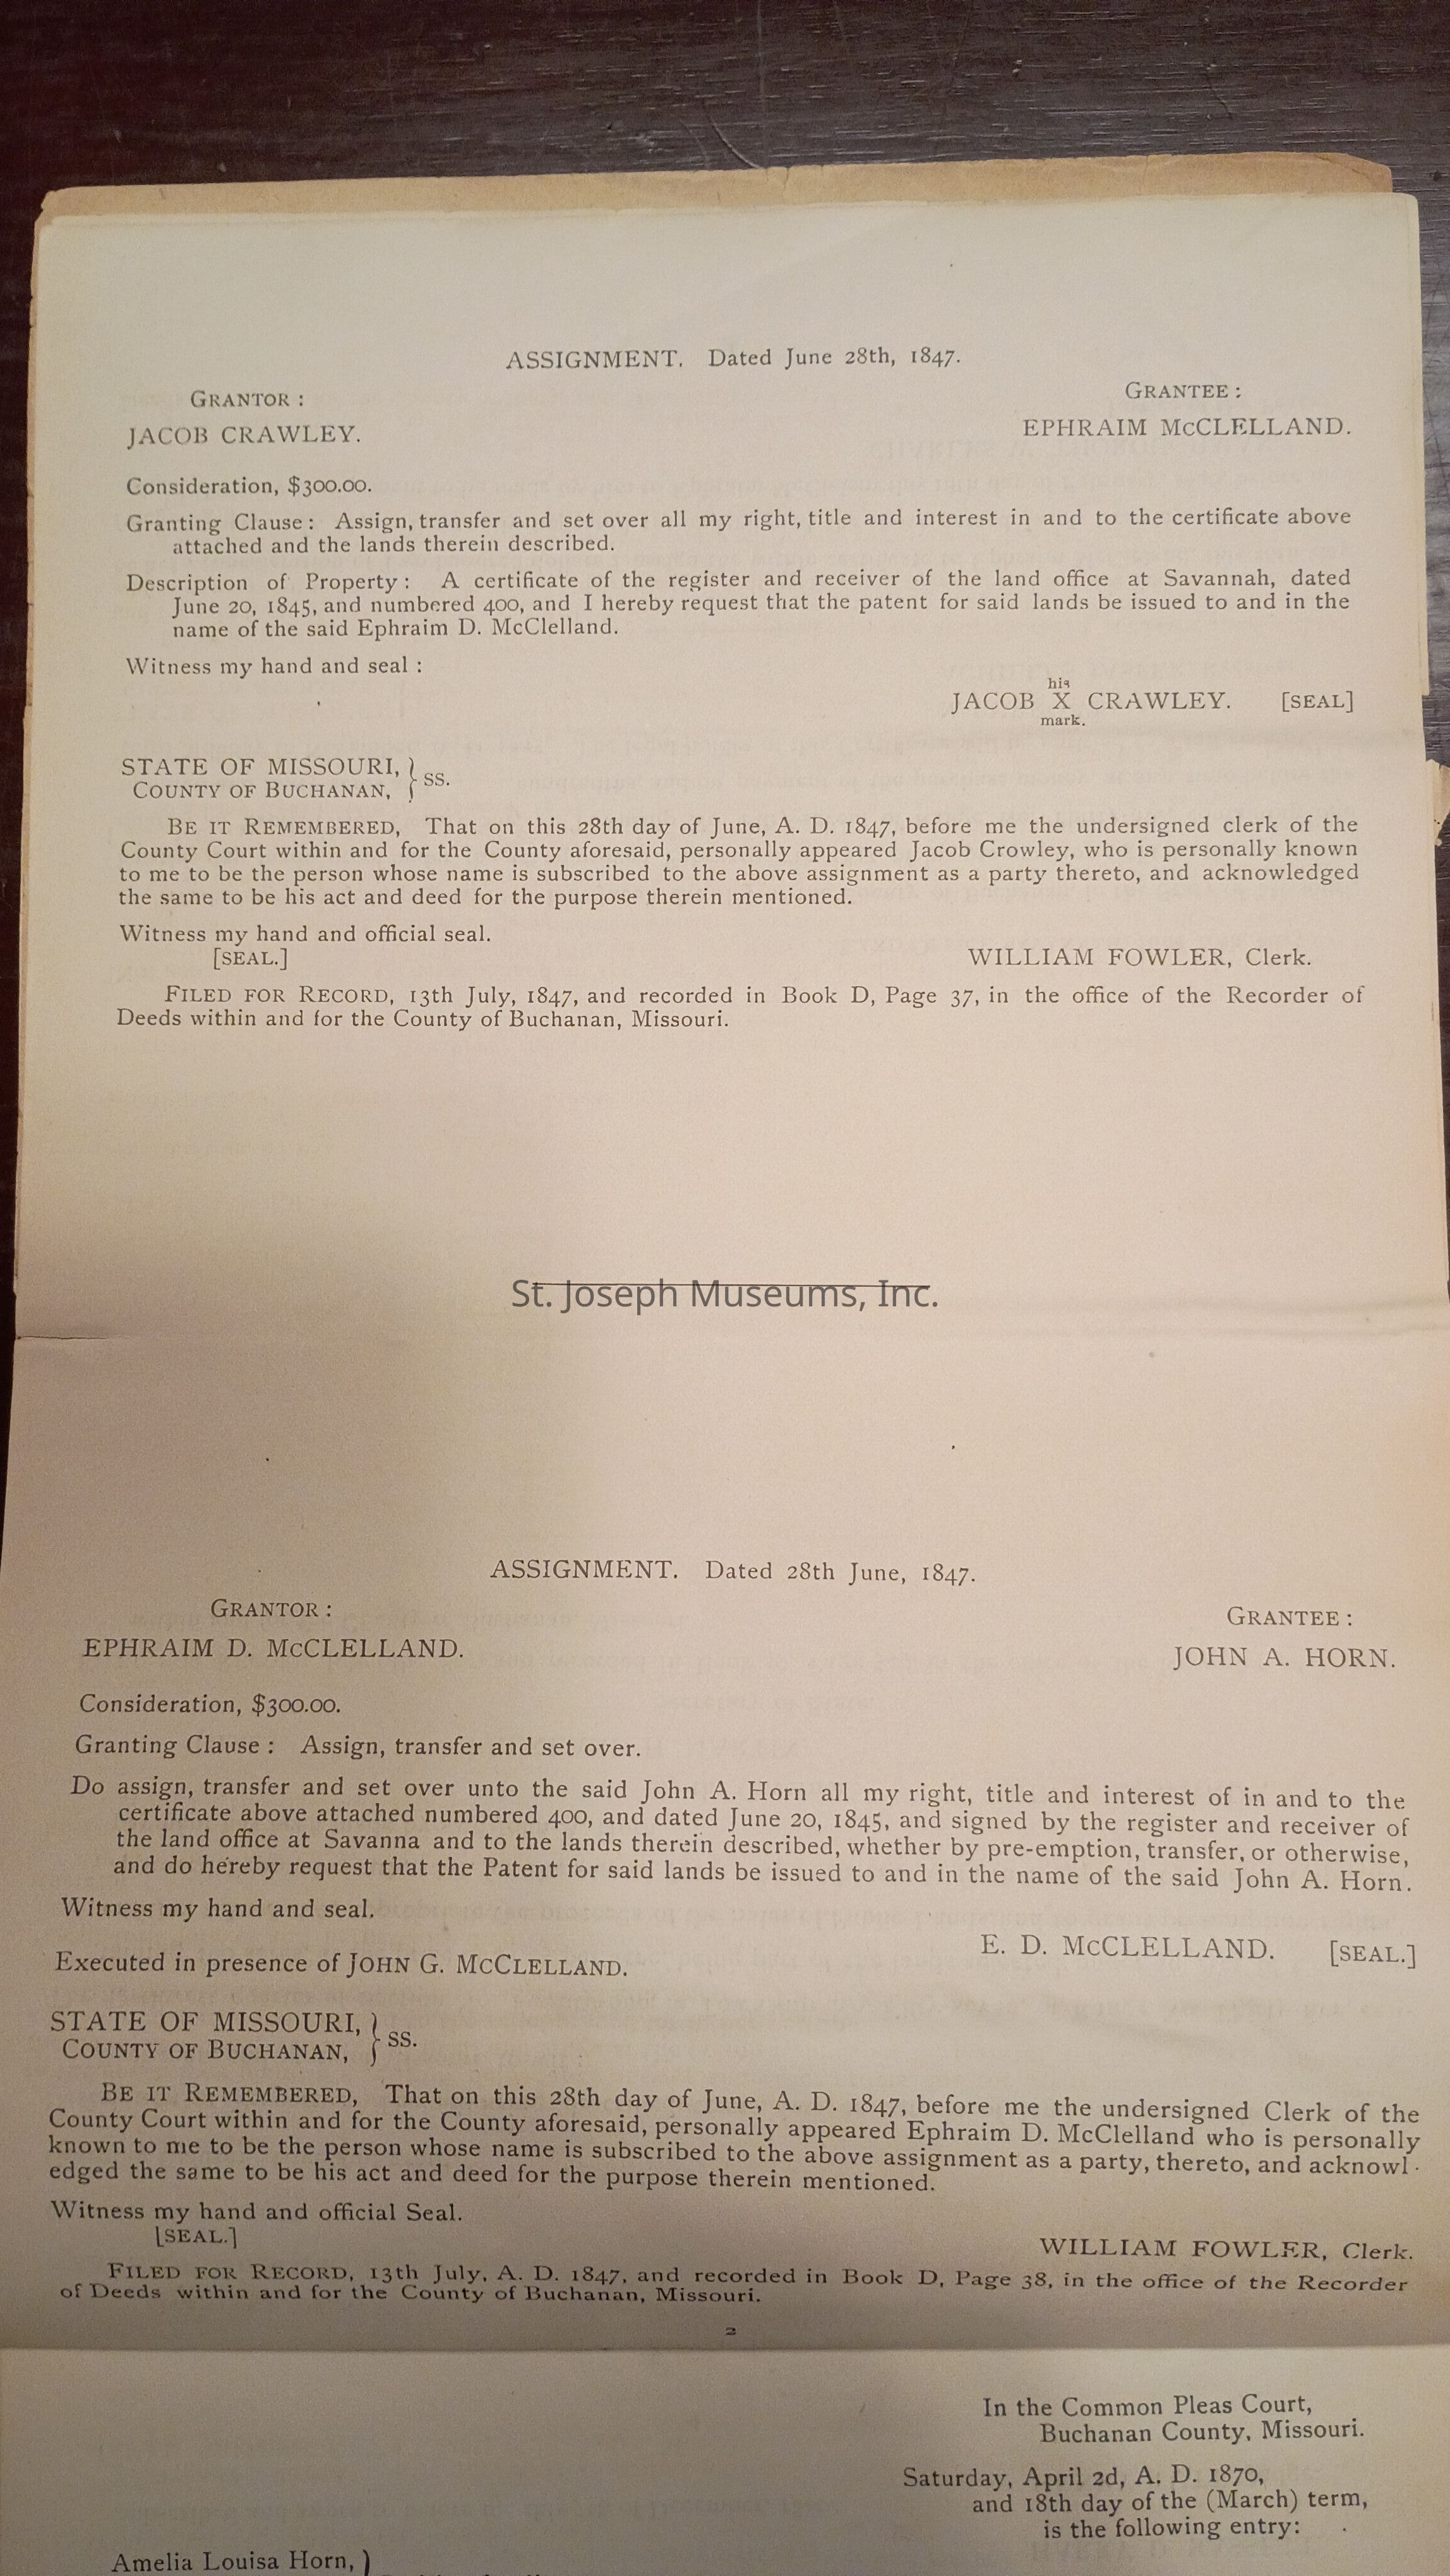 ASSIGNMENT. Dated June 28th, 1847.
GRANTOR: GRANTEE:
JACOB CRAWLEY. EPHRAIM McCLELLAND.
Consideration, $300.00.
Granting Clause: Assign, transfer and set over all my right, title and interest in and to the certificate above
attached and the lands therein described.
Description of Property: A certificate of the register and receiver of the land office at Savannah, dated
June 20, 1845, and numbered 400, and I hereby request that the patent for said lands be issued to and in the
name of the said Ephraim D. McClelland.
Witness my hand and seal:
his
JACOB X CRAWLEY. [SEAL]
mark.
STATE OF MISSOURI, } ss.
COUNTY OF BUCHANAN,
BE IT REMEMBERED, That on this 28th day of June, A. D. 1847, before me the undersigned clerk of the
County Court within and for the County aforesaid, personally appeared Jacob Crowley, who is personally known
to me to be the person whose name is subscribed to the above assignment as a party thereto, and acknowledged
the same to be his act and deed for the purpose therein mentioned.
Witness my hand and official seal.
[SEAL.] WILLIAM FOWLER, Clerk.
FILED FOR RECORD, 13th July, 1847, and recorded in Book D, Page 37, in the office of the Recorder of
Deeds within and for the County of Buchanan, Missouri.
St. Joseph Museums, Inc.
ASSIGNMENT. Dated 28th June, 1847.
GRANTOR: GRANTEE:
EPHRAIM D. McCLELLAND. JOHN A. HORN.
Consideration, $300.00.
Granting Clause: Assign, transfer and set over.
Do assign, transfer and set over unto the said John A. Horn all my right, title and interest of in and to the
certificate above attached numbered 400, and dated June 20, 1845, and signed by the register and receiver of
the land office at Savanna and to the lands therein described, whether by pre-emption, transfer, or otherwise,
and do hereby request that the Patent for said lands be issued to and in the name of the said John A. Horn.
Witness my hand and seal.
E. D. McCLELLAND. [SEAL.]
Executed in presence of JOHN G. McCLELLAND.
STATE OF MISSOURI, } ss.
COUNTY OF BUCHANAN,
BE IT REMEMBERED, That on this 28th day of June, A. D. 1847, before me the undersigned Clerk of the
County Court within and for the County aforesaid, personally appeared Ephraim D. McClelland who is personally
known to me to be the person whose name is subscribed to the above assignment as a party, thereto, and acknowl-
edged the same to be his act and deed for the purpose therein mentioned.
Witness my hand and official Seal.
[SEAL.] WILLIAM FOWLER, Clerk.
FILED FOR RECORD, 13th July, A. D. 1847, and recorded in Book D, Page 38, in the office of the Recorder
of Deeds within and for the County of Buchanan, Missouri.
2
In the Common Pleas Court,
Buchanan County, Missouri.
Saturday, April 2d, A. D. 1870,
and 18th day of the (March) term,
is the following entry:
Amelia Louisa Horn, )